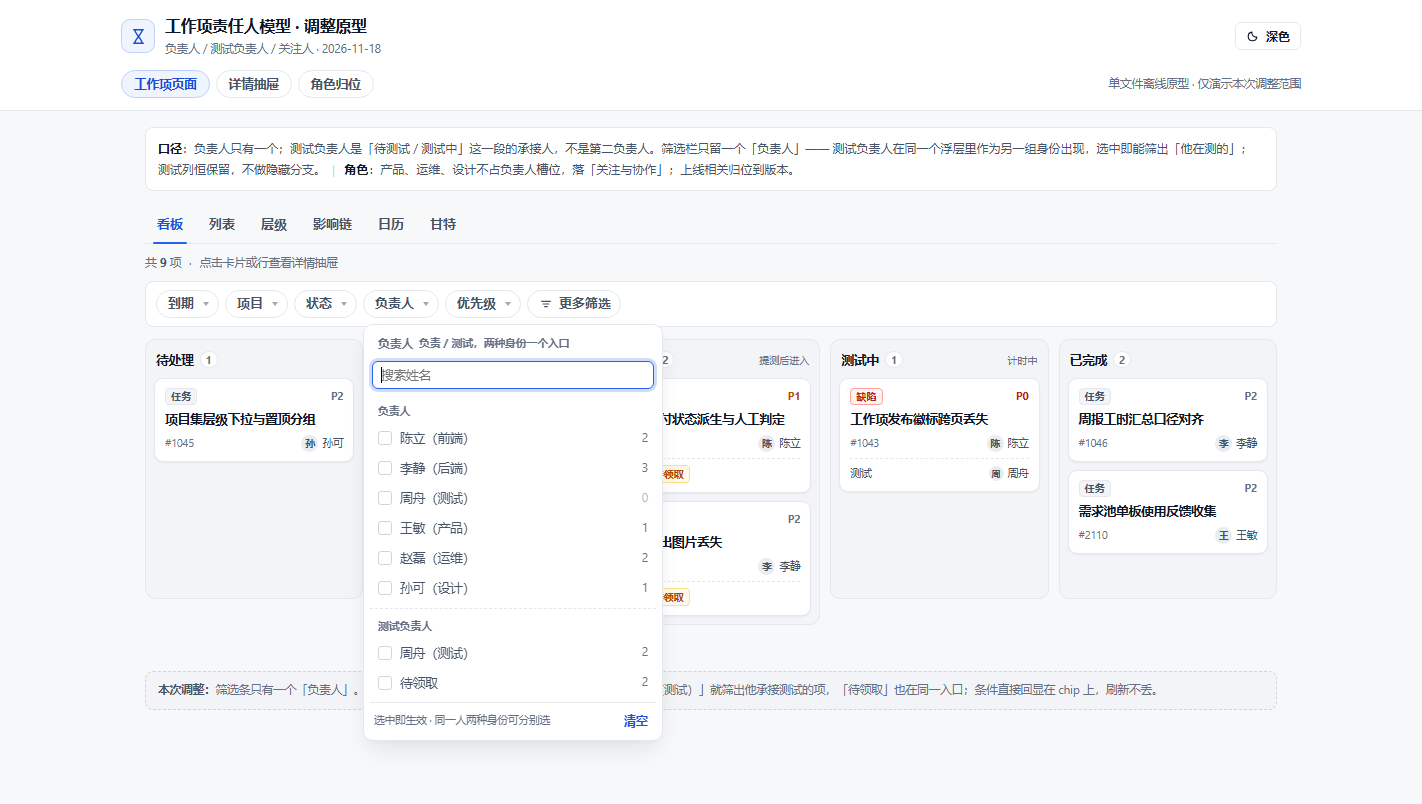 工作项责任人模型 · 调整原型
负责人 / 测试负责人 / 关注人 · 2026-11-18
深色
工作项页面
详情抽屉
角色归位
单文件离线原型 · 仅演示本次调整范围
口径：负责人只有一个；测试负责人是「待测试 / 测试中」这一段的承接人，不是第二负责人。筛选栏只留一个「负责人」—— 测试负责人在同一个浮层里作为另一组身份出现，选中即能筛出「他在测的」；
测试列恒保留，不做隐藏分支。 | 角色：产品、运维、设计不占负责人槽位，落「关注与协作」；上线相关归位到版本。
看板
列表
层级
影响链
日历
甘特
共 9 项 · 点击卡片或行查看详情抽屉
到期
项目
状态
负责人
优先级
更多筛选
待处理 1
任务 P2
项目集层级下拉与置顶分组
#1045 孙 孙可
负责人 负责 / 测试，两种身份一个入口
搜索姓名
负责人
陈立（前端） 2
李静（后端） 3
周舟（测试） 0
王敏（产品） 1
赵磊（运维） 2
孙可（设计） 1
测试负责人
周舟（测试） 2
待领取 2
选中即生效 · 同一人两种身份可分别选
清空
2 提测后进入
P1
付状态派生与人工判定
陈 陈立
领取
P2
出图片丢失
李 李静
领取
测试中 1 计时中
缺陷 P0
工作项发布徽标跨页丢失
#1043 陈 陈立
测试 周 周舟
已完成 2
任务 P2
周报工时汇总口径对齐
#1046 李 李静
任务 P2
需求池单板使用反馈收集
#2110 王 王敏
本次调整：筛选条只有一个「负责人」。
测试）」就筛出他承接测试的项，「待领取」也在同一入口；条件直接回显在 chip 上，刷新不丢。